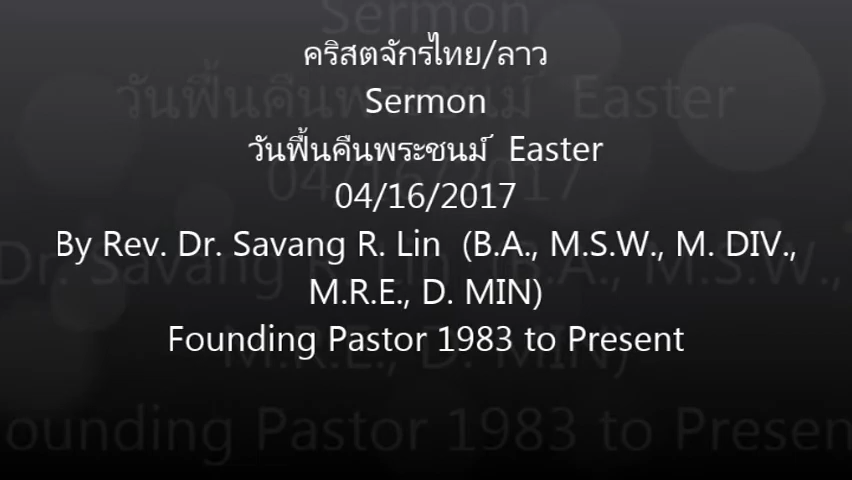 คริสตจักรไทย/ลาว
Sermon
วันฟื้นคืนพระชนม์ Easter
04/16/2017
By Rev. Dr. Savang R. Lin (B.A., M.S.W., M. DIV.,
M.R.E., D. MIN)
Founding Pastor 1983 to Present